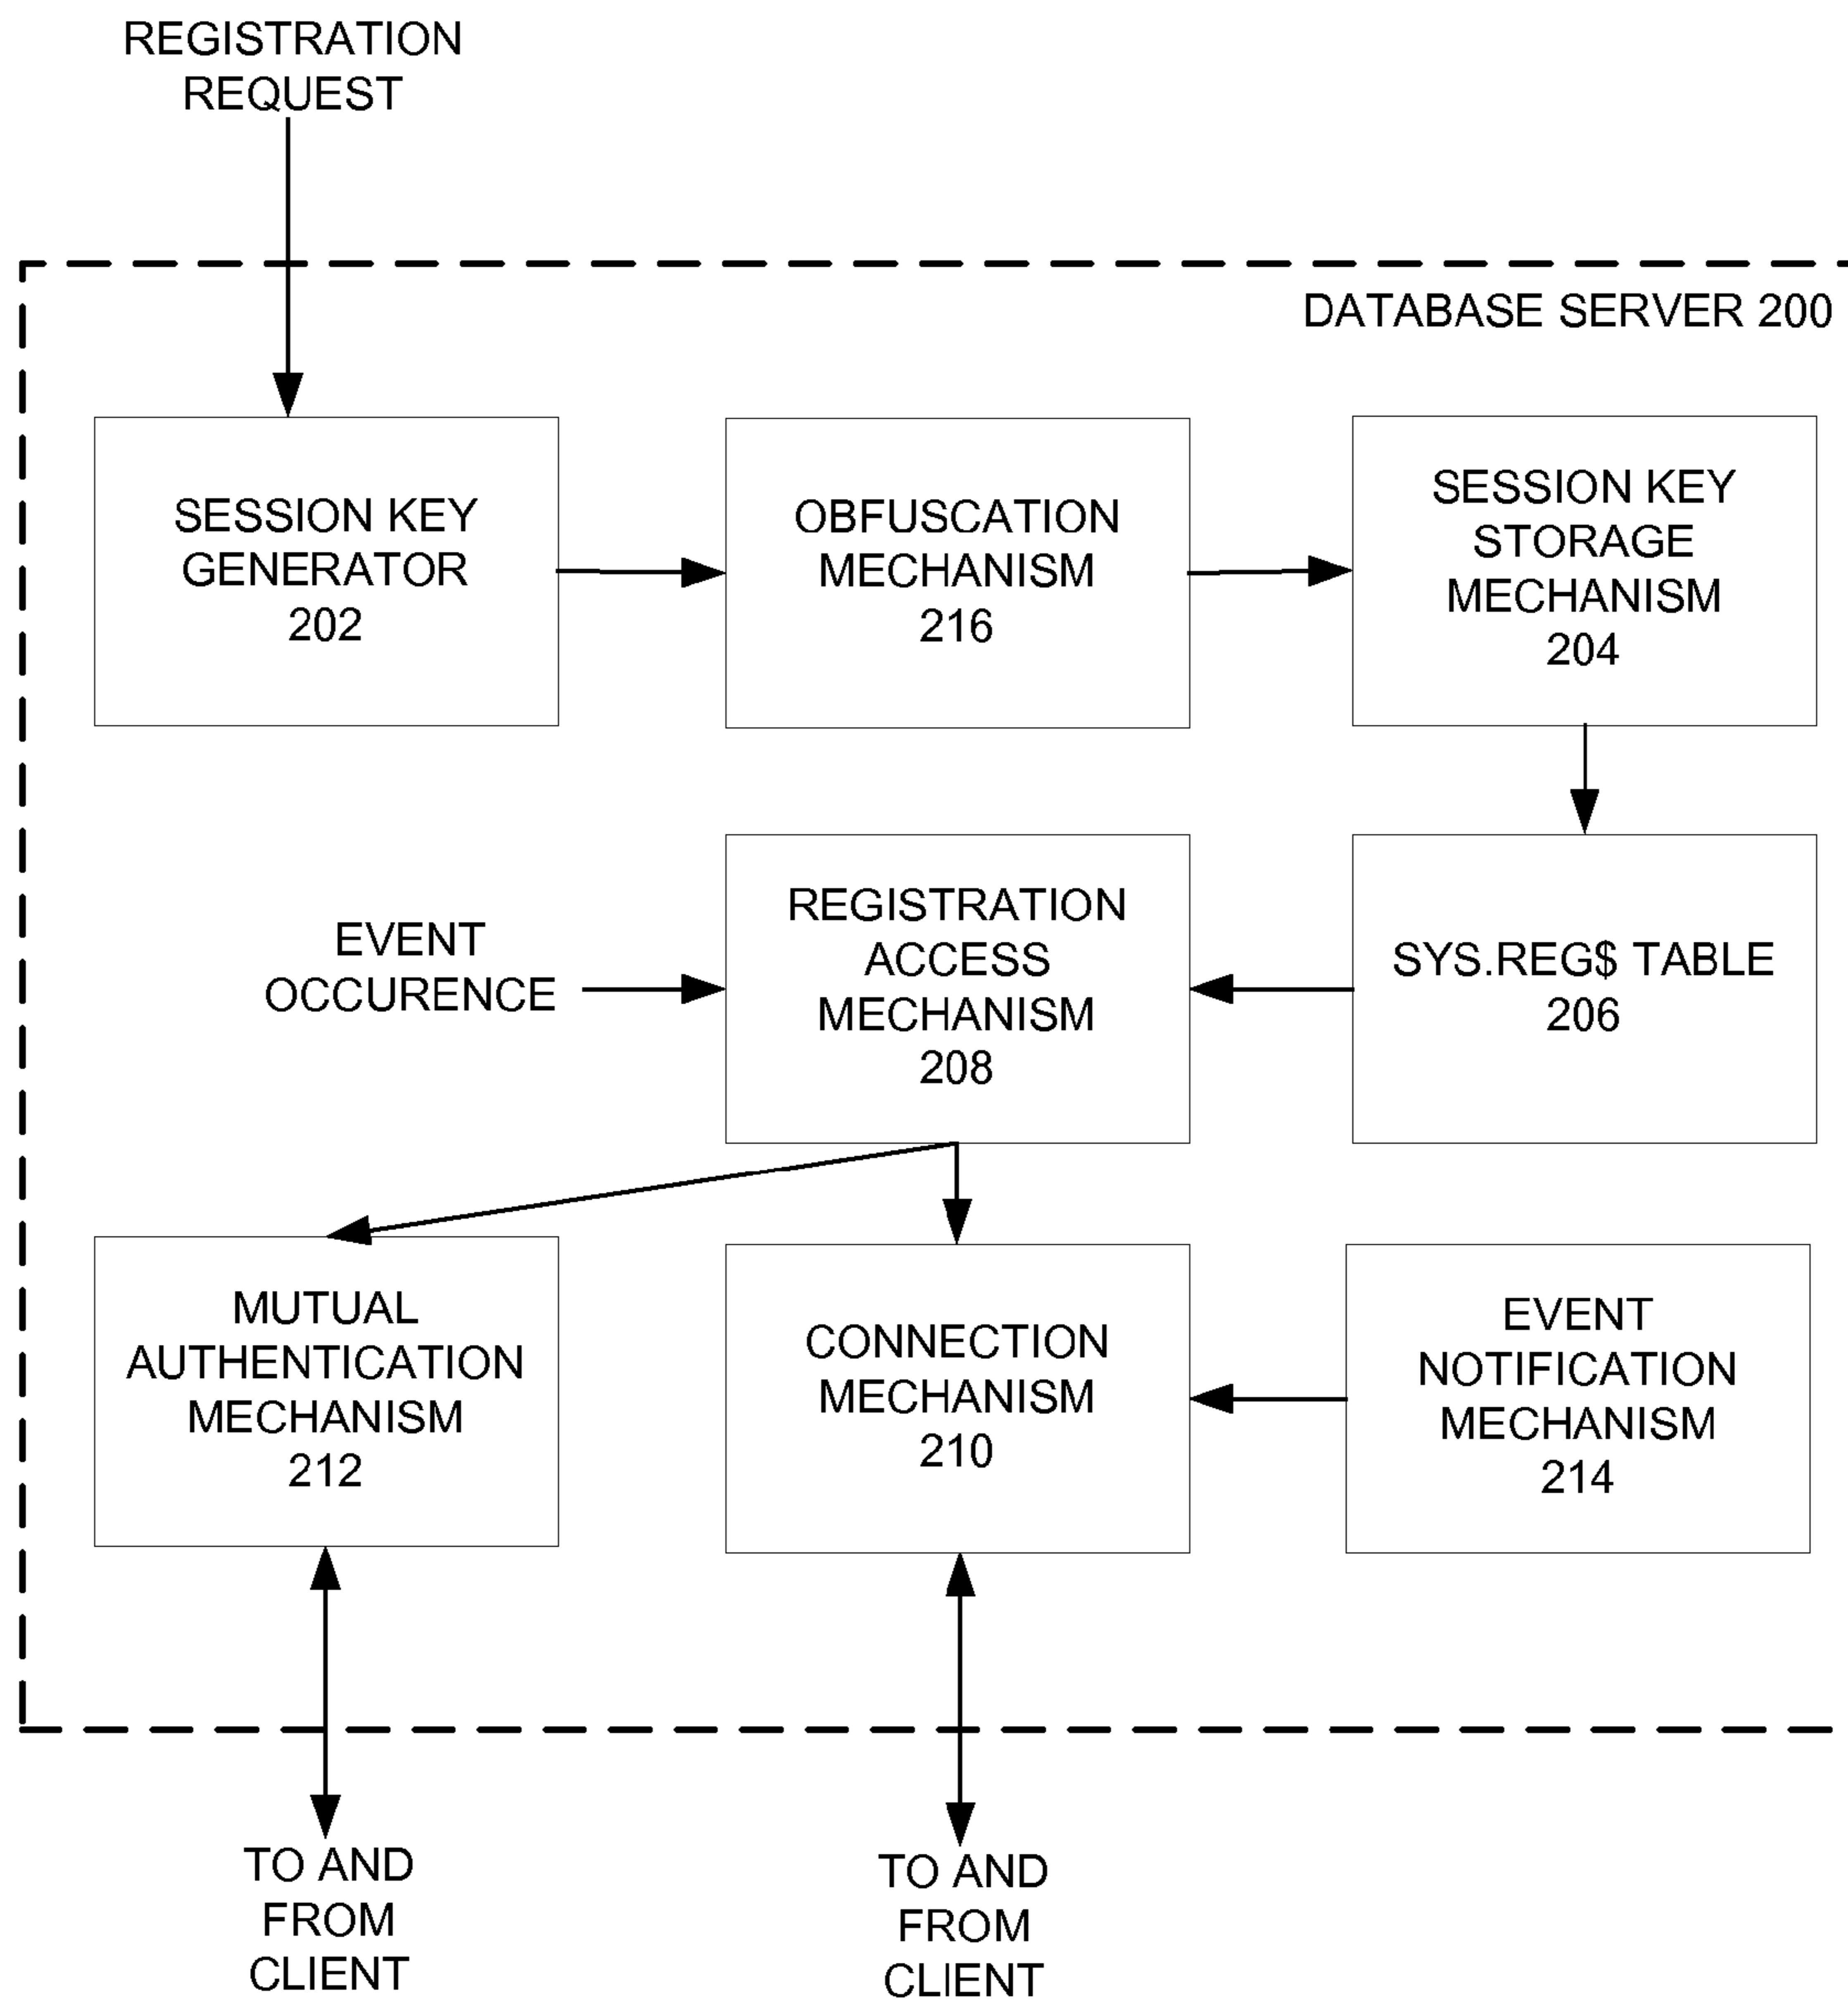 REGISTRATION
REQUEST
DATABASE SERVER 200
SESSION KEY
GENERATOR
202
OBFUSCATION
MECHANISM
216
SESSION KEY
STORAGE
MECHANISM
204
EVENT
OCCURENCE
REGISTRATION
ACCESS
MECHANISM
208
SYS.REG$ TABLE
206
MUTUAL
AUTHENTICATION
MECHANISM
212
CONNECTION
MECHANISM
210
EVENT
NOTIFICATION
MECHANISM
214
TO AND
FROM
CLIENT
TO AND
FROM
CLIENT